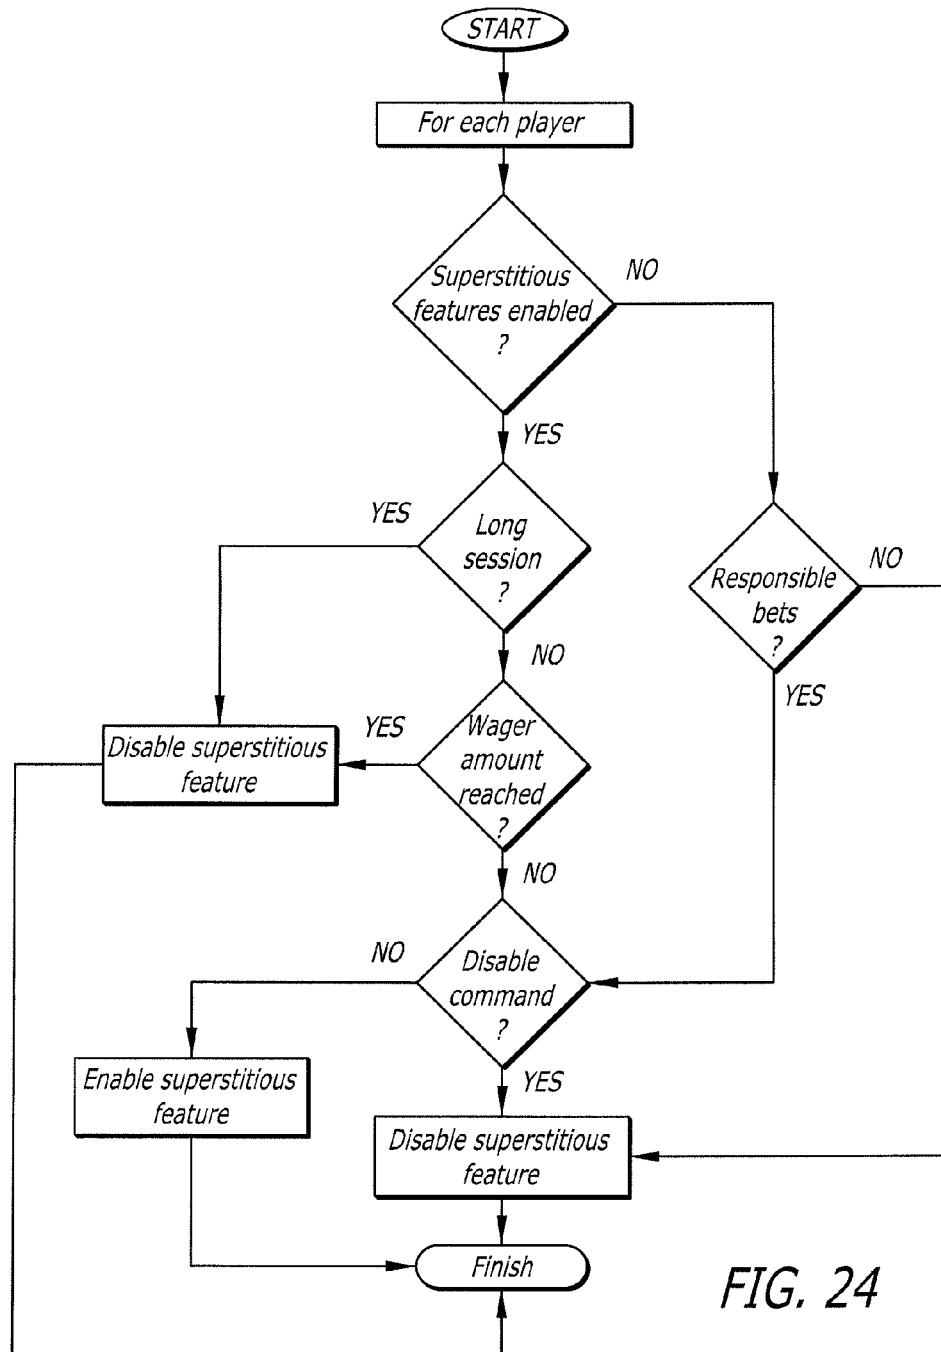 START
For each player
Superstitious
features enabled
?
NO
YES
YES
Long
session
?
NO
Responsible
bets
?
NO
YES
Disable superstitious
feature
YES
Wager
amount
reached
?
NO
NO
Disable
command
?
YES
Enable superstitious
feature
Disable superstitious
feature
Finish
FIG. 24